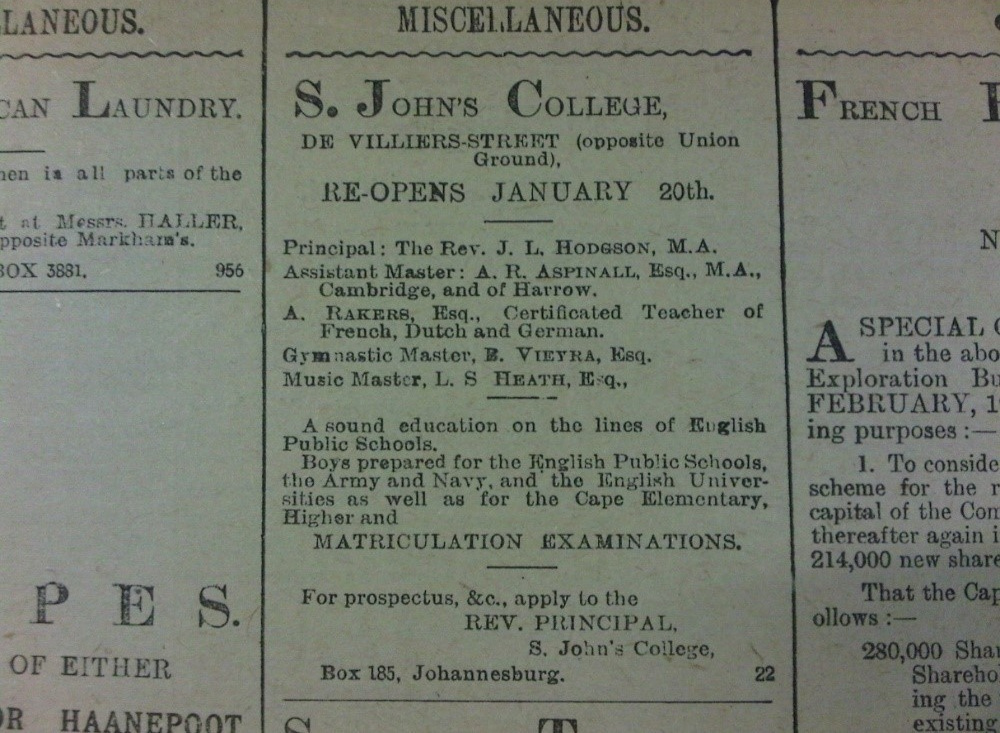 LLANEOUS.
CAN LAUNDRY.
is all parts of the
at Messrs. HALLER,
opposite Markham's.
BOX 3881. 956
P E S.
OF EITHER
OR HAANEPOOT
MISCELLANEOUS.
S. JOHN'S COLLEGE,
DE VILLIERS-STREET (opposite Union
Ground),
RE-OPENS JANUARY 20th.
Principal: The Rev. J. L. HODGSON, M.A.
Assistant Master: A. R. ASPINALL, Esq., M.A.,
Cambridge, and of Harrow.
A. RAKERS, Esq., Certificated Teacher of
French, Dutch and German.
Gymnastic Master, B. VIEYRA, Esq.
Music Master, L. S HEATH, Esq.,
A sound education on the lines of English
Public Schools.
Boys prepared for the English Public Schools,
the Army and Navy, and the English Univer-
sities as well as for the Cape Elementary,
Higher and
MATRICULATION EXAMINATIONS.
For prospectus, &c., apply to the
REV. PRINCIPAL,
S. John's College,
Box 185, Johannesburg. 22
FRENCH
N
A SPECIAL
in the abo
Exploration Bu
FEBRUARY, 1
ing purposes :—
1. To conside
scheme for the r
capital of the Com
thereafter again i
214,000 new share
That the Cap
ollows :—
280,000 Shar
Shareho
ing the
existing